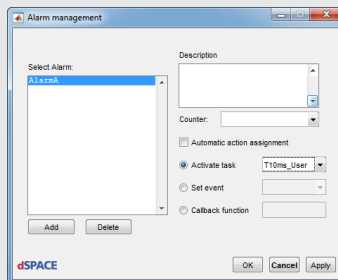 Alarm management
Select Alarm:
AlarmA
Add
Delete
Description
Counter:
Automatic action assignment
Activate task
T10ms_User
Set event
Callback function
dSPACE
OK
Cancel
Apply